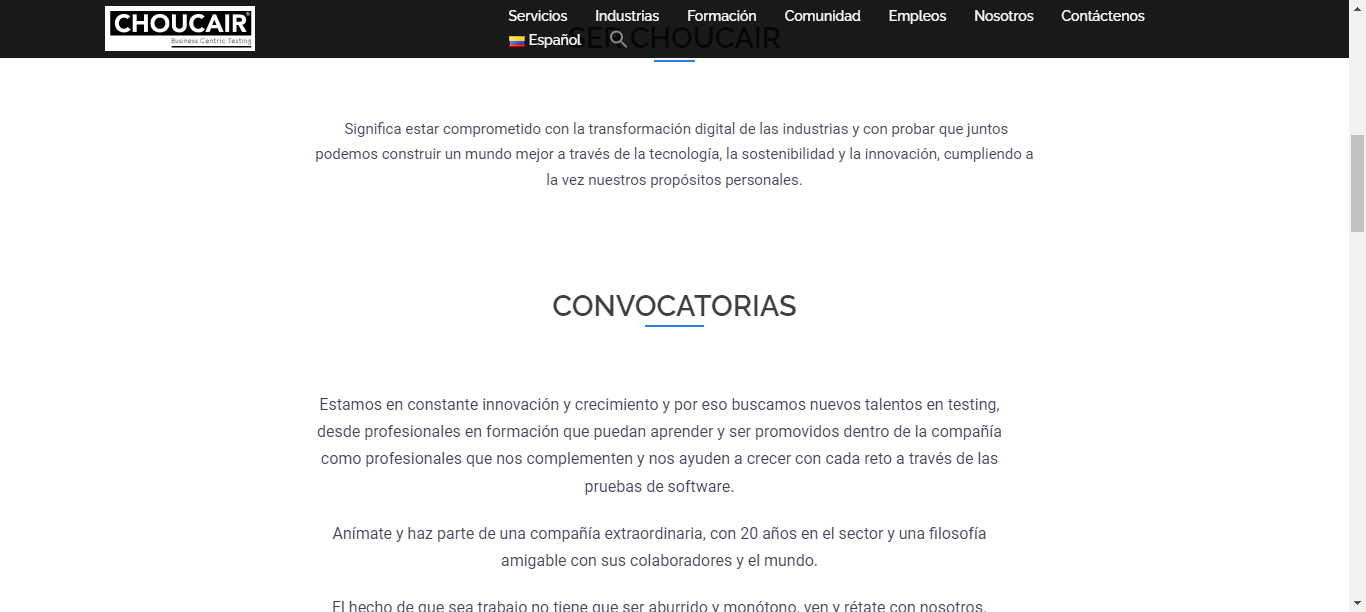 CHOUCAIR®
Business Centric Testing
Servicios Industrias Formación Comunidad Empleos Nosotros Contáctenos
Español
SER CHOUCAIR
Significa estar comprometido con la transformación digital de las industrias y con probar que juntos
podemos construir un mundo mejor a través de la tecnología, la sostenibilidad y la innovación, cumpliendo a
la vez nuestros propósitos personales.
CONVOCATORIAS
Estamos en constante innovación y crecimiento y por eso buscamos nuevos talentos en testing,
desde profesionales en formación que puedan aprender y ser promovidos dentro de la compañía
como profesionales que nos complementen y nos ayuden a crecer con cada reto a través de las
pruebas de software.
Anímate y haz parte de una compañía extraordinaria, con 20 años en el sector y una filosofía
amigable con sus colaboradores y el mundo.
El hecho de que sea trabajo no tiene que ser aburrido y monótono, ven y rétate con nosotros.